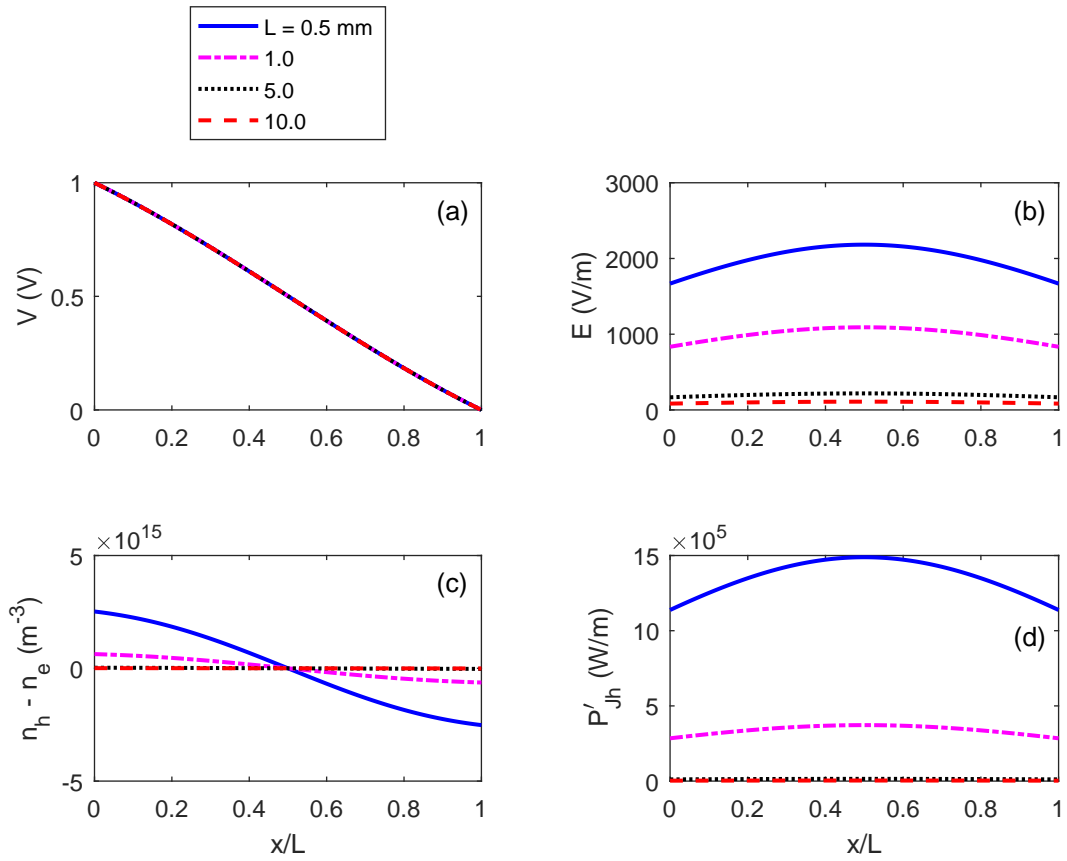 L = 0.5 mm
1.0
5.0
10.0
(a)
V (V)
1
0.5
0
0 0.2 0.4 0.6 0.8 1
(b)
E (V/m)
3000
2000
1000
0
0 0.2 0.4 0.6 0.8 1
×10^15
(c)
n_h - n_e (m^-3)
5
0
-5
0 0.2 0.4 0.6 0.8 1
x/L
×10^5
(d)
P′_Jh (W/m)
15
10
5
0
0 0.2 0.4 0.6 0.8 1
x/L